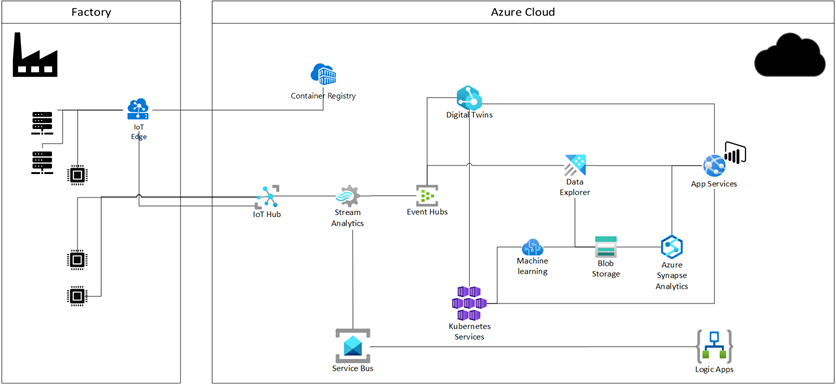 Factory
Azure Cloud
Container Registry
IoT
Edge
Digital Twins
Data
Explorer
App Services
IoT Hub
Stream
Analytics
Event Hubs
Machine
learning
Blob
Storage
Azure
Synapse
Analytics
Kubernetes
Services
Service Bus
Logic Apps